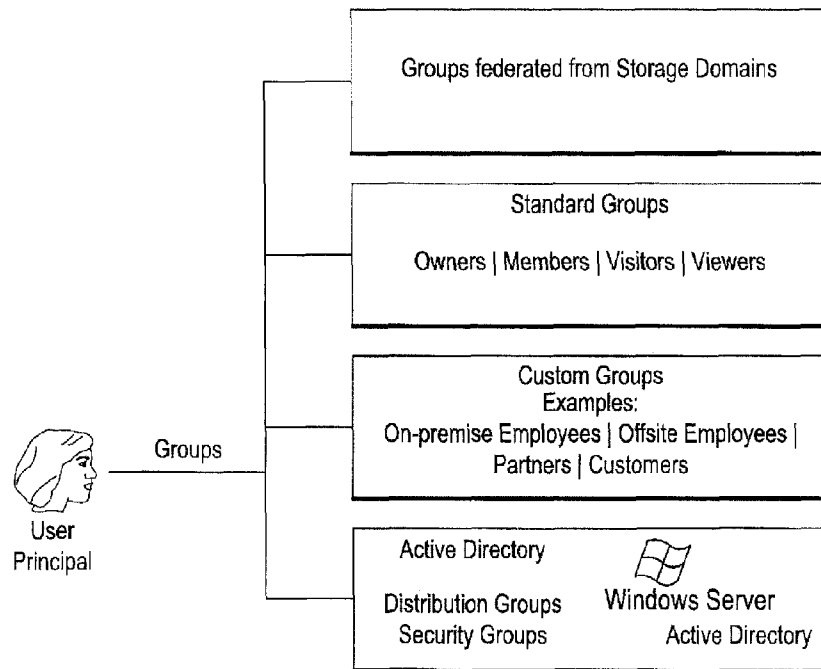 Groups federated from Storage Domains
Standard Groups
Owners | Members | Visitors | Viewers
Custom Groups
Examples:
On-premise Employees | Offsite Employees |
Partners | Customers
Groups
User
Principal
Active Directory
Distribution Groups
Security Groups
Windows Server
Active Directory